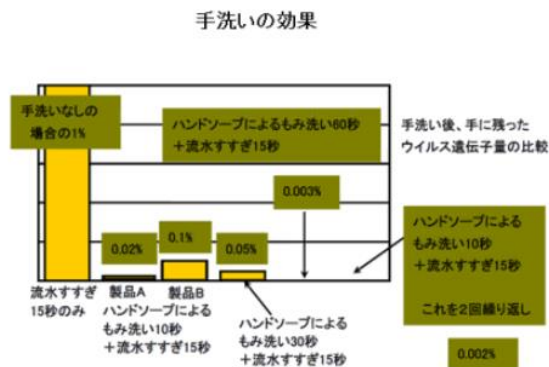 手洗いの効果
手洗いなしの
場合の1%
ハンドソープによるもみ洗い60秒
+流水すすぎ15秒
手洗い後、手に残った
ウイルス遺伝子量の比較
0.003%
0.02%
0.1%
0.05%
ハンドソープによる
もみ洗い10秒
+流水すすぎ15秒
これを2回繰り返し
0.002%
流水すすぎ
15秒のみ
製品A 製品B
ハンドソープによる
もみ洗い10秒
+流水すすぎ15秒
ハンドソープによる
もみ洗い30秒
+流水すすぎ15秒